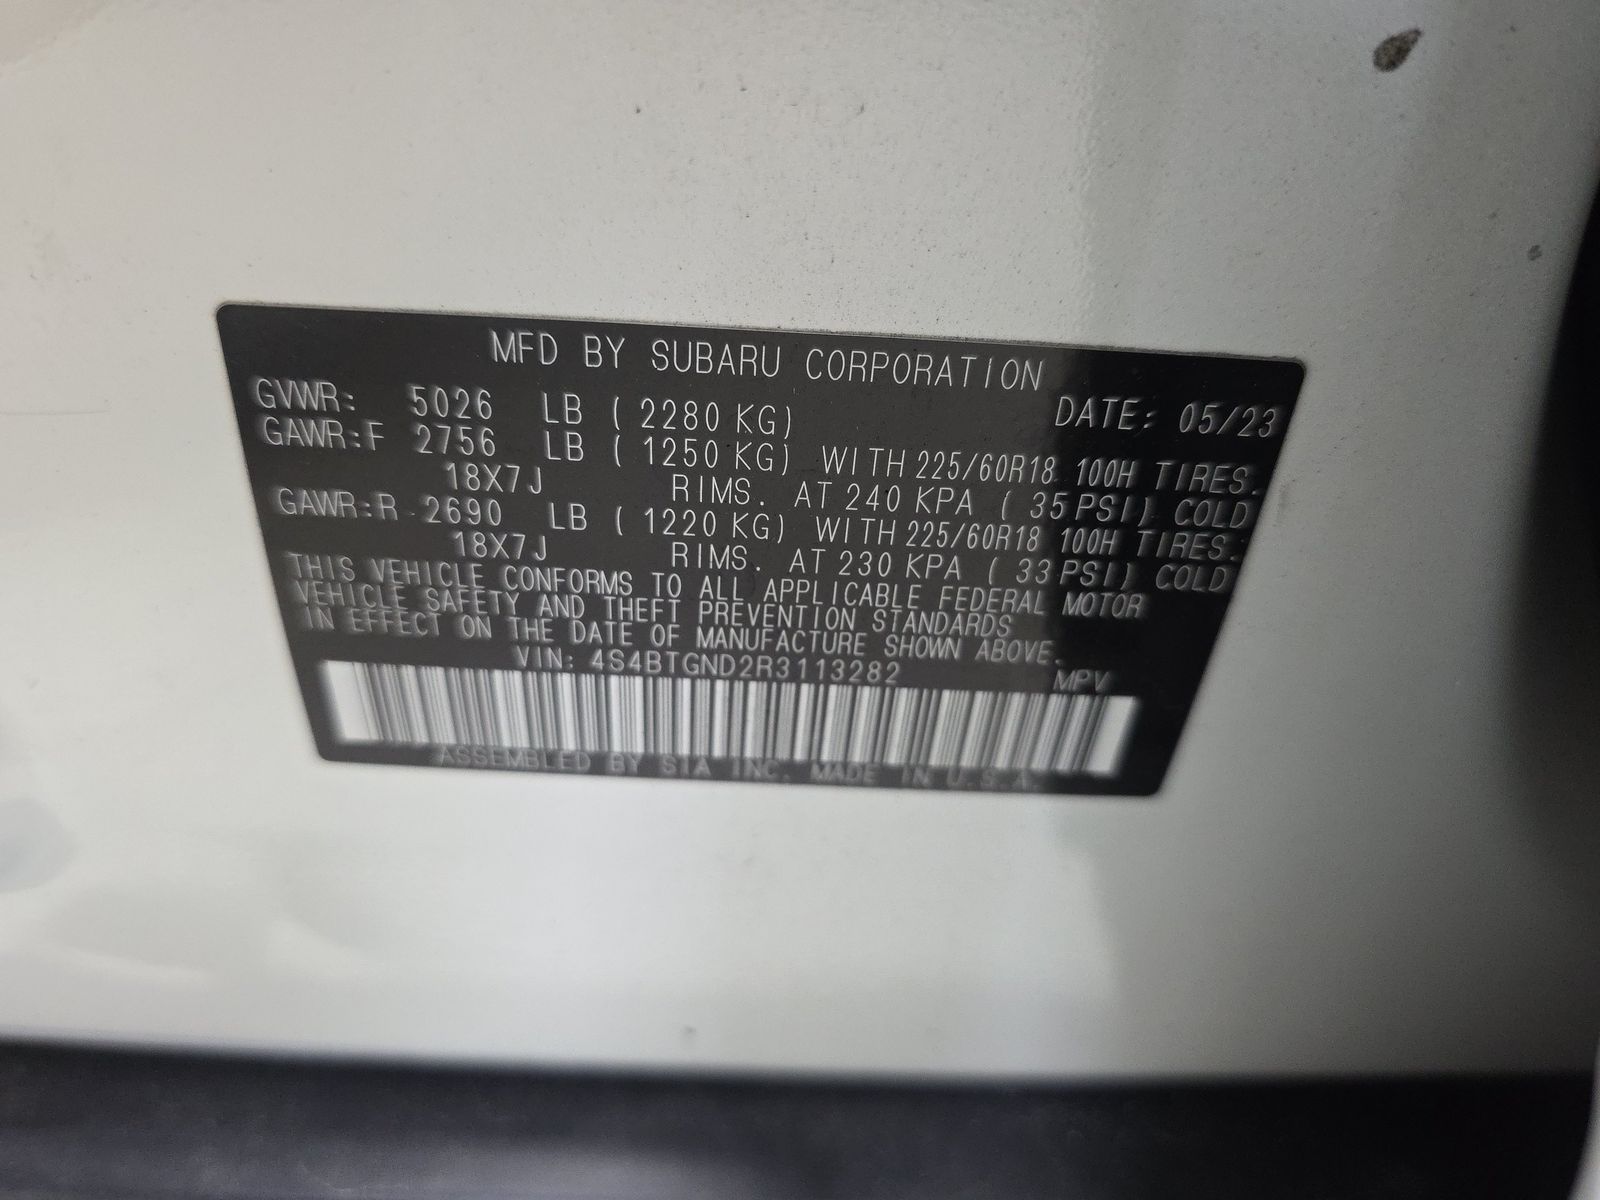 MFD BY SUBARU CORPORATION
GVWR: 5026 LB ( 2280 KG) DATE: 05/23
GAWR:F 2756 LB ( 1250 KG) WITH 225/60R18 100H TIRES.
18X7J RIMS. AT 240 KPA ( 35 PSI) COLD
GAWR:R 2690 LB ( 1220 KG) WITH 225/60R18 100H TIRES.
18X7J RIMS. AT 230 KPA ( 33 PSI) COLD
THIS VEHICLE CONFORMS TO ALL APPLICABLE FEDERAL MOTOR
VEHICLE SAFETY AND THEFT PREVENTION STANDARDS
IN EFFECT ON THE DATE OF MANUFACTURE SHOWN ABOVE.
VIN: 4S4BTGND2R3113282 MPV
ASSEMBLED BY SIA INC. MADE IN U.S.A.